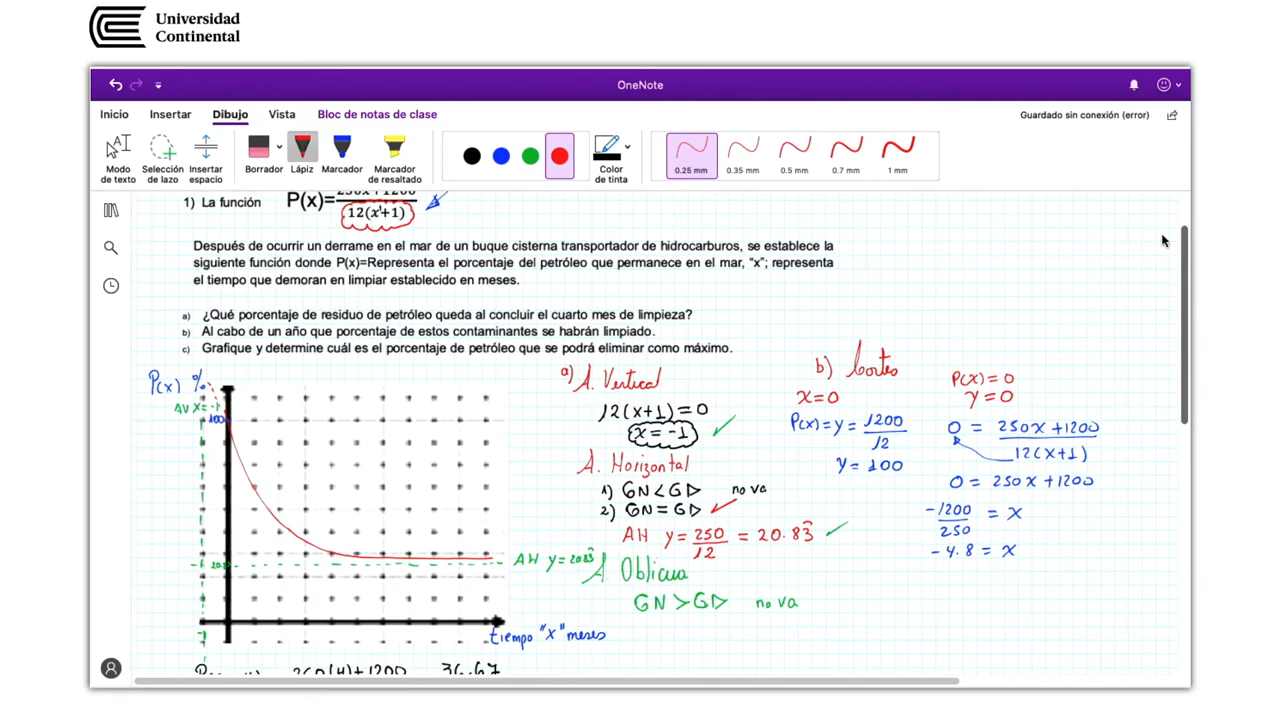 Universidad
Continental
OneNote
Inicio Insertar Dibujo Vista Bloc de notas de clase
Guardado sin conexión (error)
Modo de texto
Selección de lazo
Insertar espacio
Borrador
Lápiz
Marcador
Marcador de resaltado
Color de tinta
0.25 mm 0.35 mm 0.5 mm 0.7 mm 1 mm
1) La función P(x)= 250x+1200
12(x+1)
Después de ocurrir un derrame en el mar de un buque cisterna transportador de hidrocarburos, se establece la
siguiente función donde P(x)=Representa el porcentaje del petróleo que permanece en el mar, “x”; representa
el tiempo que demoran en limpiar establecido en meses.
a) ¿Qué porcentaje de residuo de petróleo queda al concluir el cuarto mes de limpieza?
b) Al cabo de un año que porcentaje de estos contaminantes se habrán limpiado.
c) Grafique y determine cuál es el porcentaje de petróleo que se podrá eliminar como máximo.
P(x) %
AV X=-1
100
AH y=20.83
-1
tiempo "X" meses
a) A. Vertical
12(x+1)=0
x=-1
A. Horizontal
1) GN<GD no va
2) GN=GD
AH y=250/12 = 20.83
A. Oblicua
GN>GD no va
b) Cortes
x=0
P(x)=y=1200/12
y=100
P(x)=0
y=0
0 = 250x+1200
12(x+1)
0 = 250x+1200
-1200/250 = x
-4.8 = x
250(4)+1200 36.67